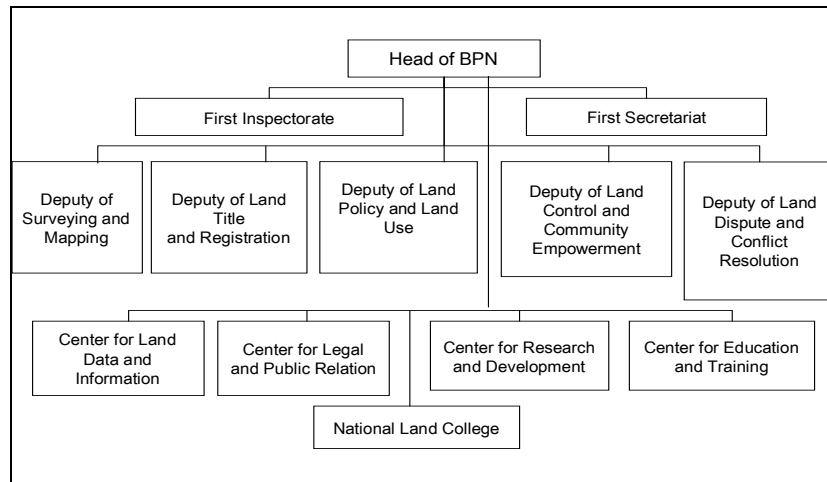 Head of BPN
First Inspectorate
First Secretariat
Deputy of
Surveying and
Mapping
Deputy of Land
Title
and Registration
Deputy of Land
Policy and Land
Use
Deputy of Land
Control and
Community
Empowerment
Deputy of Land
Dispute and
Conflict
Resolution
Center for Land
Data and
Information
Center for Legal
and Public Relation
Center for Research
and Development
Center for Education
and Training
National Land College